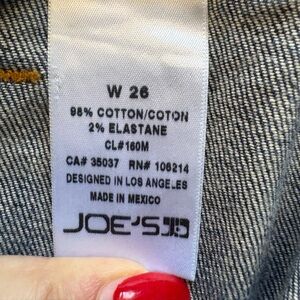 W 26
98% COTTON/COTON
2% ELASTANE
CL#160M
CA# 35037 RN# 106214
DESIGNED IN LOS ANGELES
MADE IN MEXICO
JOE'S